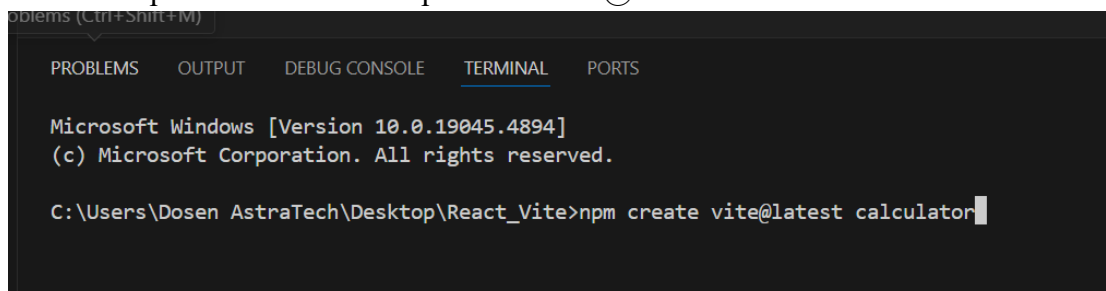 oblems (Ctrl+Shift+M)
PROBLEMS OUTPUT DEBUG CONSOLE TERMINAL PORTS
Microsoft Windows [Version 10.0.19045.4894]
(c) Microsoft Corporation. All rights reserved.
C:\Users\Dosen AstraTech\Desktop\React_Vite>npm create vite@latest calculator